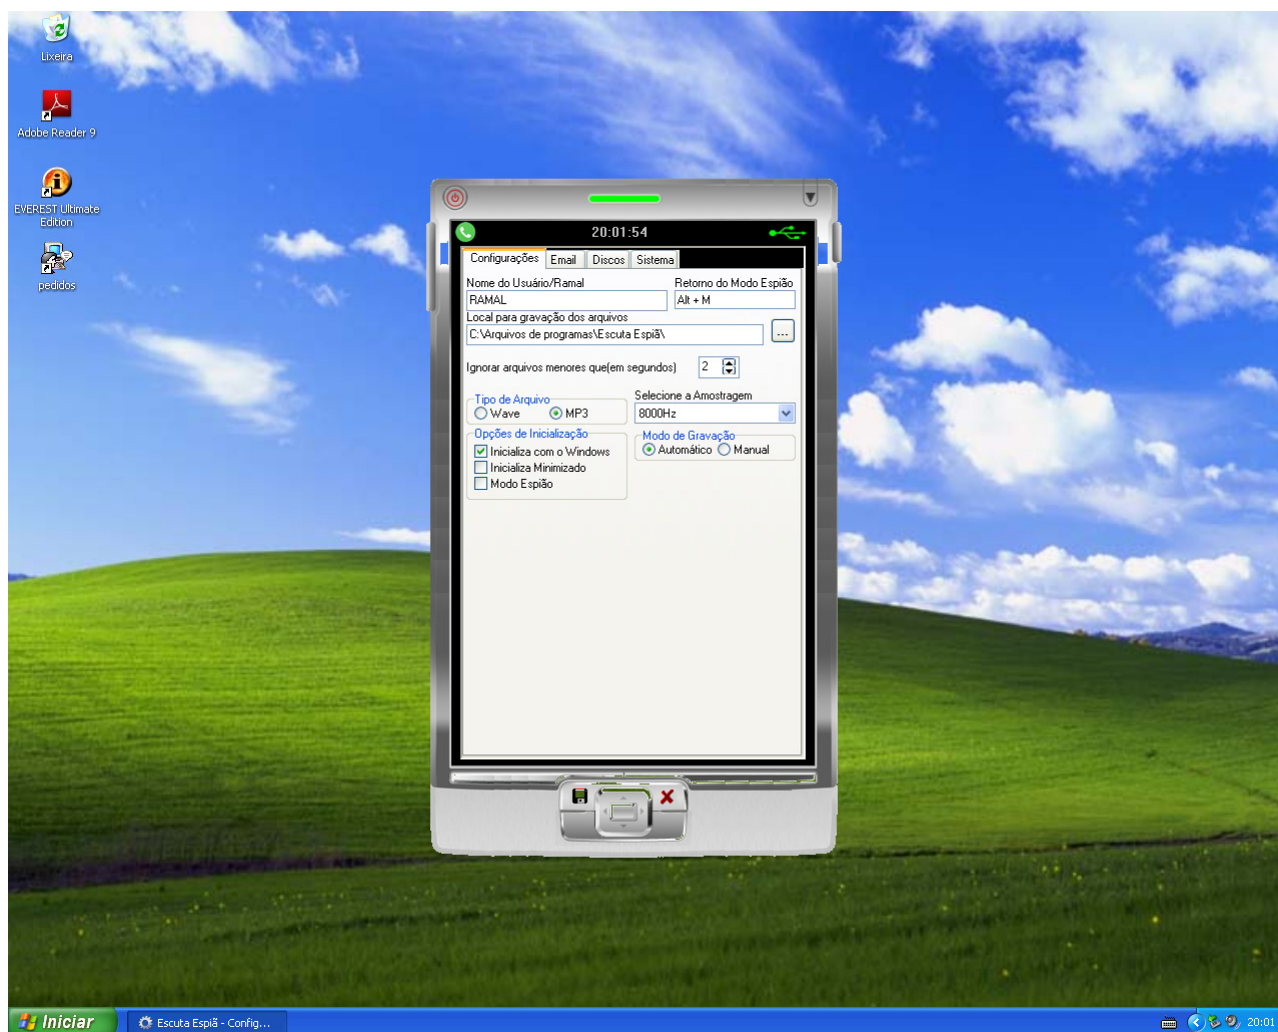 Lixeira
Adobe Reader 9
EVEREST Ultimate
Edition
pedidos
20:01:54
Configurações Email Discos Sistema
Nome do Usuário/Ramal Retorno do Modo Espião
RAMAL Alt + M
Local para gravação dos arquivos
C:\Arquivos de programas\Escuta Espiã\ ...
Ignorar arquivos menores que(em segundos) 2
Tipo de Arquivo Selecione a Amostragem
Wave MP3 8000Hz
Opções de Inicialização Modo de Gravação
Inicializa com o Windows Automático Manual
Inicializa Minimizado
Modo Espião
Iniciar Escuta Espiã - Config... 20:01